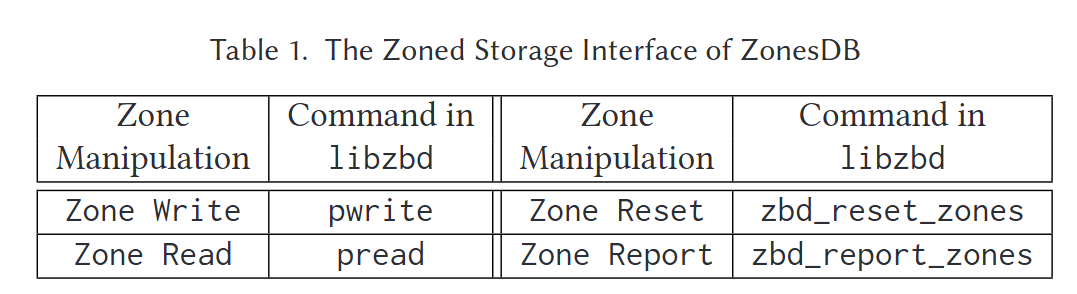 Table 1. The Zoned Storage Interface of ZonesDB
Zone Manipulation Command in libzbd Zone Manipulation Command in libzbd
Zone Write pwrite Zone Reset zbd_reset_zones
Zone Read pread Zone Report zbd_report_zones